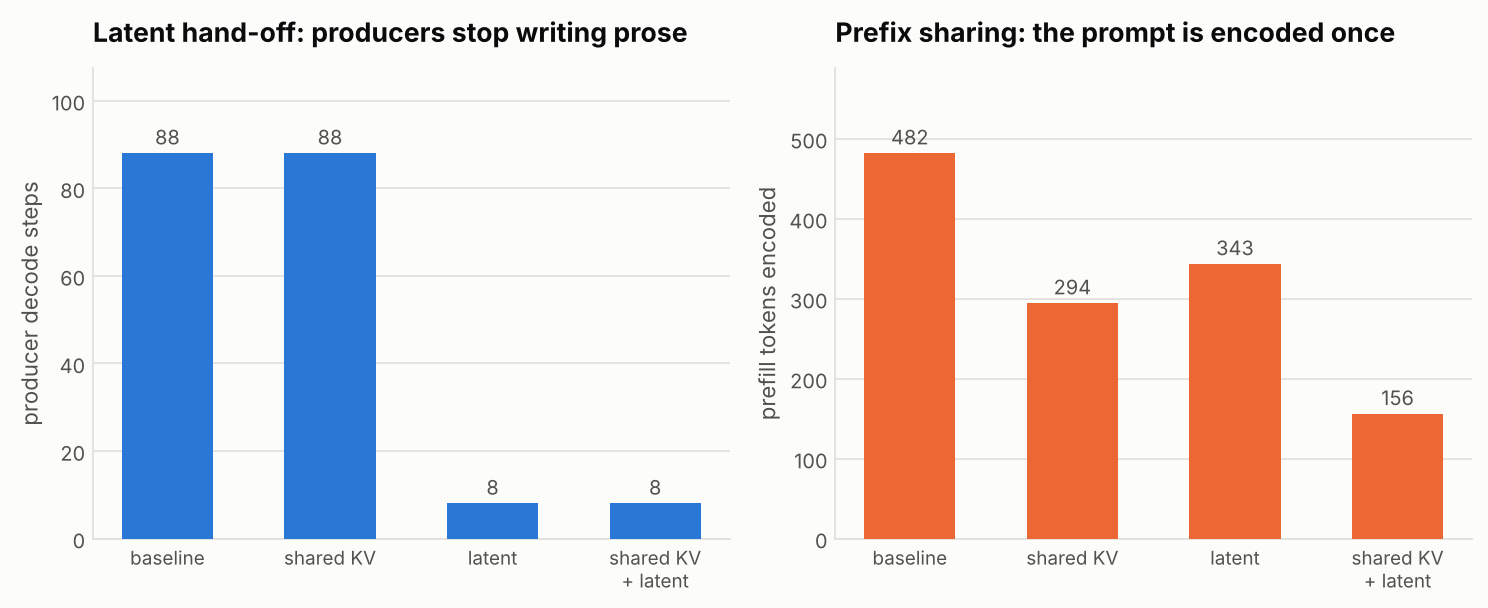 Latent hand-off: producers stop writing prose
producer decode steps
100
80
60
40
20
0
88
88
8
8
baseline
shared KV
latent
shared KV
+ latent
Prefix sharing: the prompt is encoded once
prefill tokens encoded
500
400
300
200
100
0
482
294
343
156
baseline
shared KV
latent
shared KV
+ latent